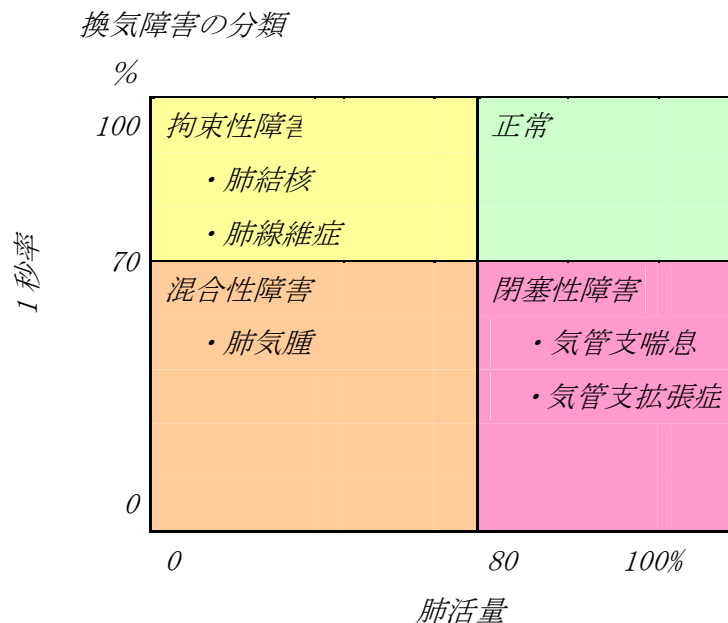 換気障害の分類
%
100
拘束性障害
正常
・肺結核
・肺線維症
1秒率
70
混合性障害
閉塞性障害
・肺気腫
・気管支喘息
・気管支拡張症
0
0
80
100%
肺活量